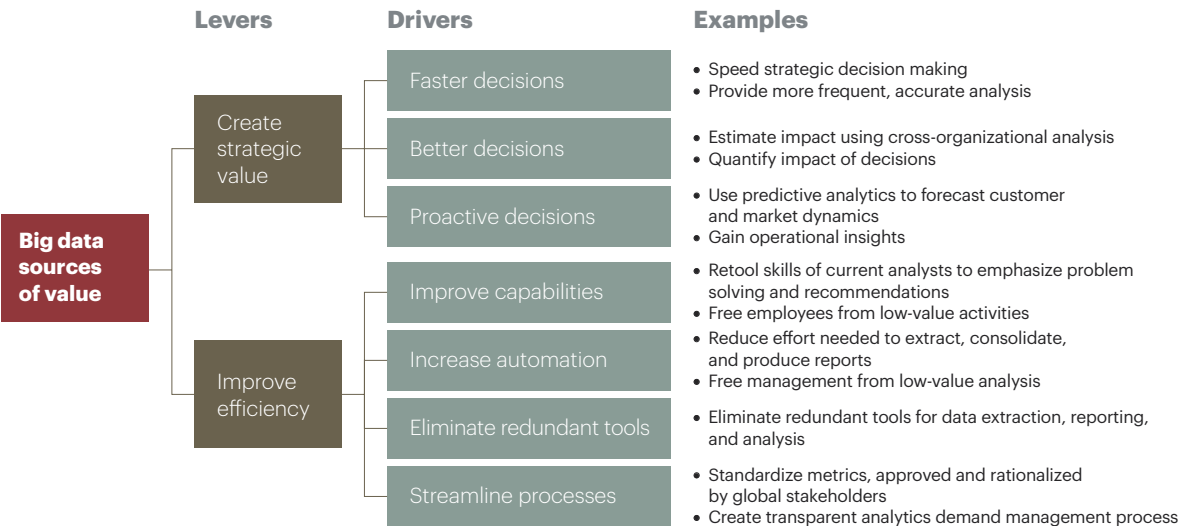 Levers
Drivers
Examples
Big data
sources
of value
Create
strategic
value
Faster decisions
• Speed strategic decision making
• Provide more frequent, accurate analysis
Better decisions
• Estimate impact using cross-organizational analysis
• Quantify impact of decisions
Proactive decisions
• Use predictive analytics to forecast customer
and market dynamics
• Gain operational insights
Improve
efficiency
Improve capabilities
• Retool skills of current analysts to emphasize problem
solving and recommendations
• Free employees from low-value activities
Increase automation
• Reduce effort needed to extract, consolidate,
and produce reports
• Free management from low-value analysis
Eliminate redundant tools
• Eliminate redundant tools for data extraction, reporting,
and analysis
Streamline processes
• Standardize metrics, approved and rationalized
by global stakeholders
• Create transparent analytics demand management process